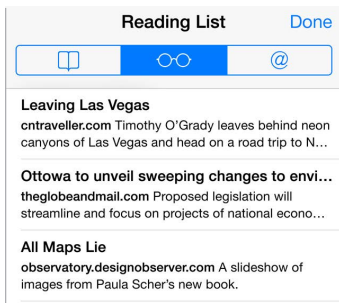 Reading List Done
@
Leaving Las Vegas
cntraveller.com Timothy O'Grady leaves behind neon
canyons of Las Vegas and head on a road trip to N…
Ottowa to unveil sweeping changes to envi…
theglobeandmail.com Proposed legislation will
streamline and focus on projects of national econo…
All Maps Lie
observatory.designobserver.com A slideshow of
images from Paula Scher's new book.